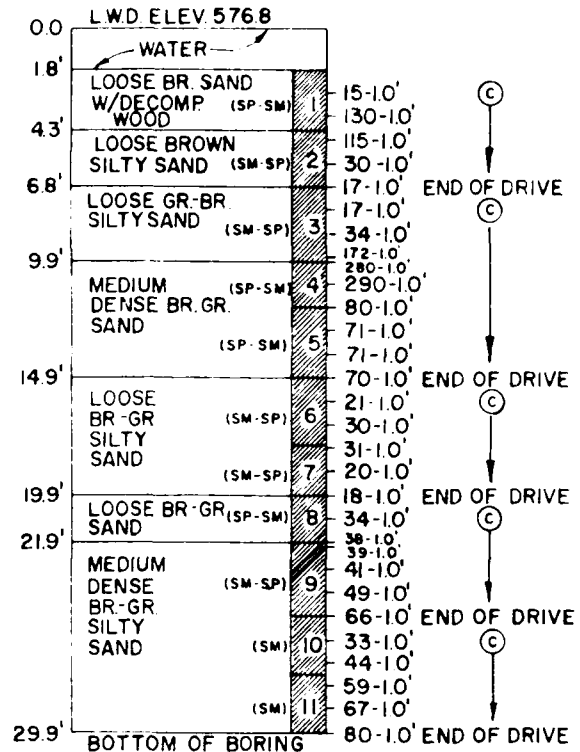 L.W.D. ELEV. 576.8
0.0
WATER
1.8'
LOOSE BR. SAND
W/DECOMP.
WOOD
(SP-SM)
1
15-1.0'
130-1.0'
C
4.3'
LOOSE BROWN
SILTY SAND
(SM-SP)
2
115-1.0'
30-1.0'
6.8'
17-1.0' END OF DRIVE
LOOSE GR.-BR.
SILTY SAND
(SM-SP)
3
17-1.0'
34-1.0'
C
172-1.0'
9.9'
280-1.0'
MEDIUM
DENSE BR.GR.
SAND
(SP-SM)
4
290-1.0'
80-1.0'
(SP-SM)
5
71-1.0'
71-1.0'
14.9'
70-1.0' END OF DRIVE
LOOSE
BR-GR
SILTY
SAND
(SM-SP)
6
21-1.0'
30-1.0'
C
31-1.0'
(SM-SP)
7
20-1.0'
19.9'
18-1.0' END OF DRIVE
LOOSE BR-GR
SAND
(SP-SM)
8
34-1.0'
C
38-1.0'
21.9'
39-1.0'
MEDIUM
DENSE
BR.-GR.
SILTY
SAND
(SM-SP)
9
41-1.0'
49-1.0'
66-1.0' END OF DRIVE
(SM)
10
33-1.0'
44-1.0'
C
59-1.0'
(SM)
11
67-1.0'
29.9'
80-1.0' END OF DRIVE
BOTTOM OF BORING